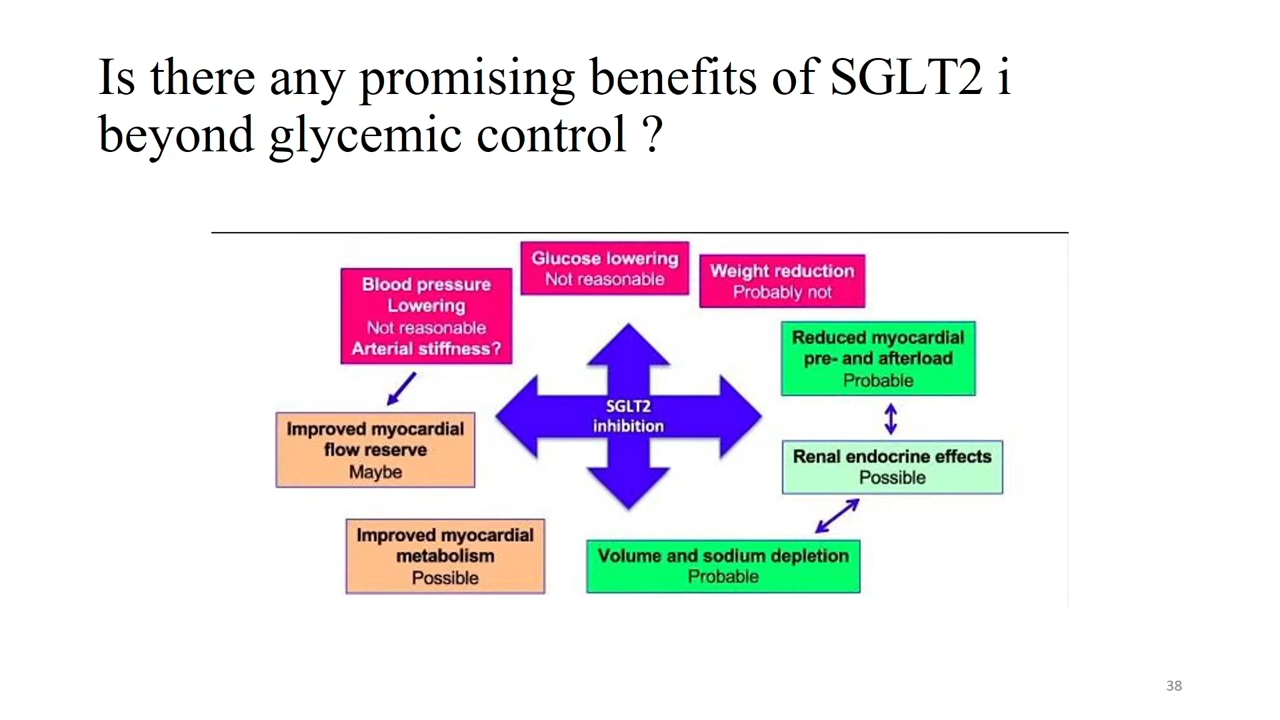 Is there any promising benefits of SGLT2 i
beyond glycemic control ?
Glucose lowering
Not reasonable
Weight reduction
Probably not
Blood pressure
Lowering
Not reasonable
Arterial stiffness?
Reduced myocardial
pre- and afterload
Probable
SGLT2
inhibition
Improved myocardial
flow reserve
Maybe
Renal endocrine effects
Possible
Improved myocardial
metabolism
Possible
Volume and sodium depletion
Probable
38